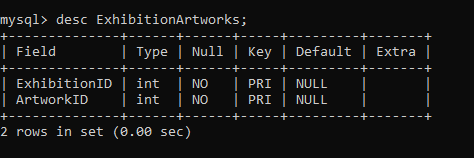 mysql> desc ExhibitionArtworks;
+--------------+------+------+-----+---------+-------+
| Field        | Type | Null | Key | Default | Extra |
+--------------+------+------+-----+---------+-------+
| ExhibitionID | int  | NO   | PRI | NULL    |       |
| ArtworkID    | int  | NO   | PRI | NULL    |       |
+--------------+------+------+-----+---------+-------+
2 rows in set (0.00 sec)